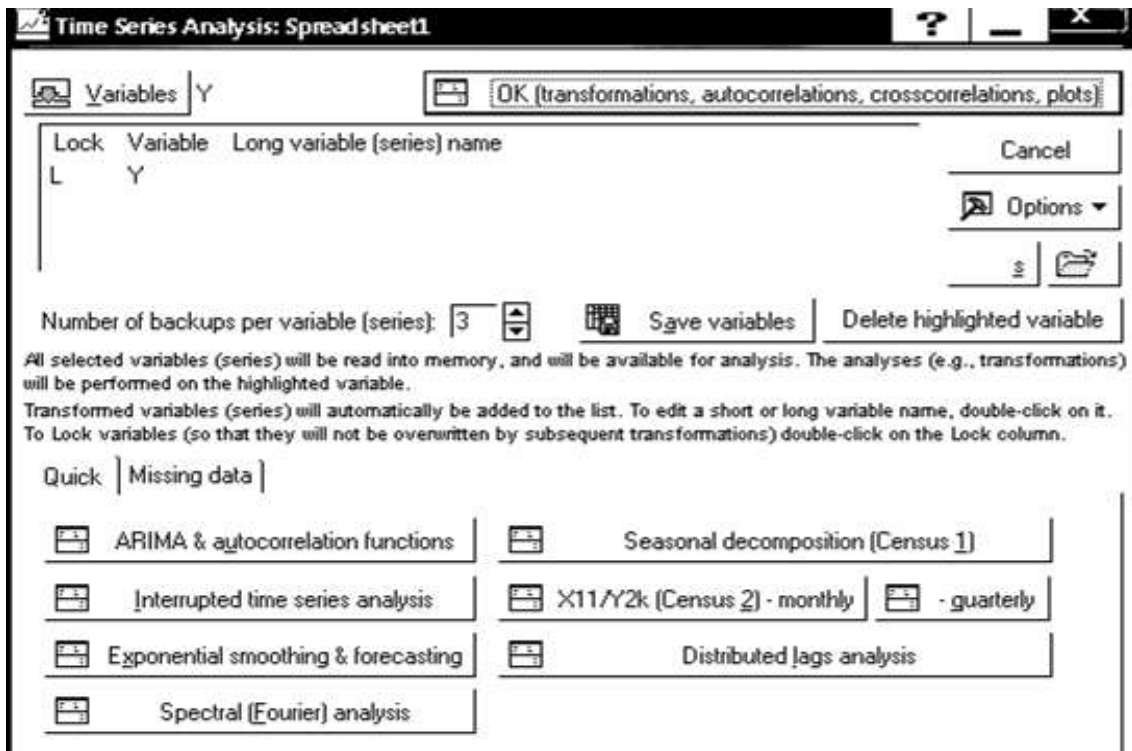 Time Series Analysis: Spreadsheet1 ? _ X
Variables Y OK (transformations, autocorrelations, crosscorrelations, plots)
Lock Variable Long variable (series) name Cancel
L Y
Options
s
Number of backups per variable (series): 3 Save variables Delete highlighted variable
All selected variables (series) will be read into memory, and will be available for analysis. The analyses (e.g., transformations)
will be performed on the highlighted variable.
Transformed variables (series) will automatically be added to the list. To edit a short or long variable name, double-click on it.
To Lock variables (so that they will not be overwritten by subsequent transformations) double-click on the Lock column.
Quick Missing data
ARIMA & autocorrelation functions Seasonal decomposition (Census 1)
Interrupted time series analysis X11/Y2k (Census 2) - monthly - quarterly
Exponential smoothing & forecasting Distributed lags analysis
Spectral (Fourier) analysis